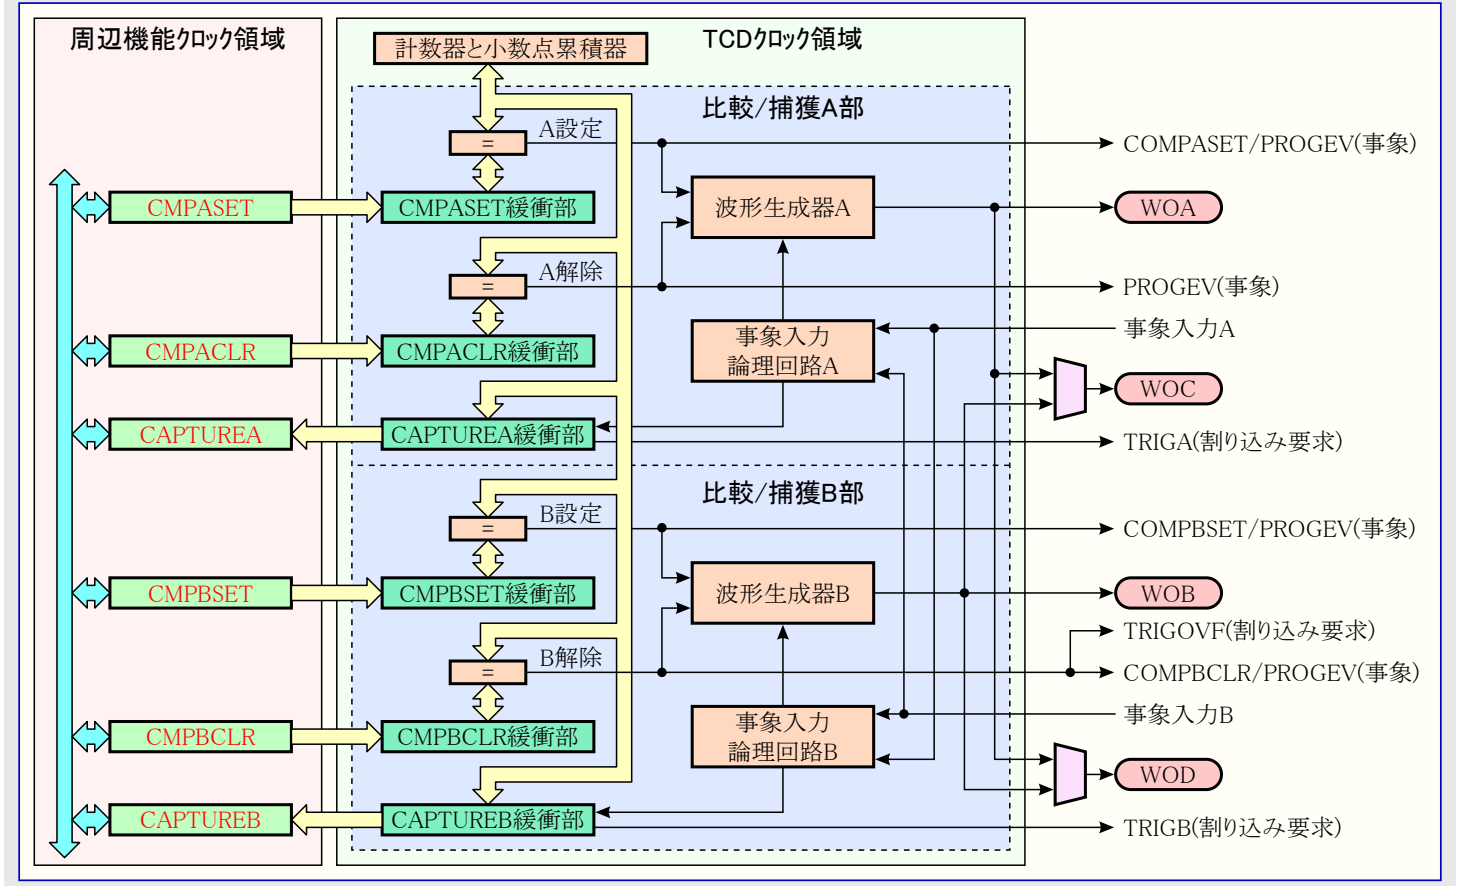 周辺機能クロック領域
TCDクロック領域
計数器と小数点累積器
比較/捕獲A部
A設定
=
COMPASET/PROGEV(事象)
CMPASET
CMPASET緩衝部
波形生成器A
WOA
A解除
=
PROGEV(事象)
事象入力A
事象入力
論理回路A
CMPACLR
CMPACLR緩衝部
WOC
CAPTUREA
CAPTUREA緩衝部
TRIGA(割り込み要求)
比較/捕獲B部
B設定
=
COMPBSET/PROGEV(事象)
CMPBSET
CMPBSET緩衝部
波形生成器B
WOB
TRIGOVF(割り込み要求)
B解除
=
COMPBCLR/PROGEV(事象)
事象入力B
事象入力
論理回路B
CMPBCLR
CMPBCLR緩衝部
WOD
CAPTUREB
CAPTUREB緩衝部
TRIGB(割り込み要求)